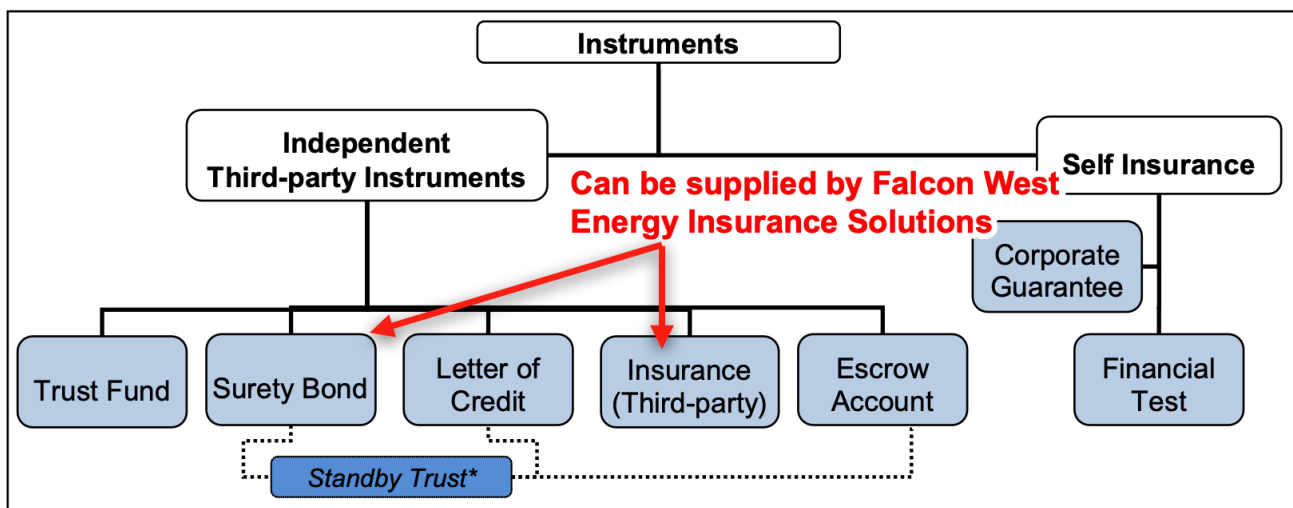 Instruments
Independent
Third-party Instruments
Self Insurance
Can be supplied by Falcon West
Energy Insurance Solutions
Corporate
Guarantee
Trust Fund
Surety Bond
Letter of
Credit
Insurance
(Third-party)
Escrow
Account
Financial
Test
Standby Trust*